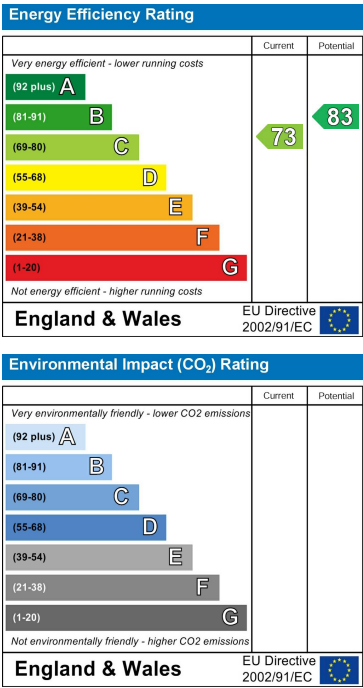 Energy Efficiency Rating
Current Potential
Very energy efficient - lower running costs
(92 plus) A
(81-91) B
(69-80) C
(55-68) D
(39-54) E
(21-38) F
(1-20) G
73
83
Not energy efficient - higher running costs
England & Wales
EU Directive
2002/91/EC
Environmental Impact (CO₂) Rating
Current Potential
Very environmentally friendly - lower CO2 emissions
(92 plus) A
(81-91) B
(69-80) C
(55-68) D
(39-54) E
(21-38) F
(1-20) G
Not environmentally friendly - higher CO2 emissions
England & Wales
EU Directive
2002/91/EC